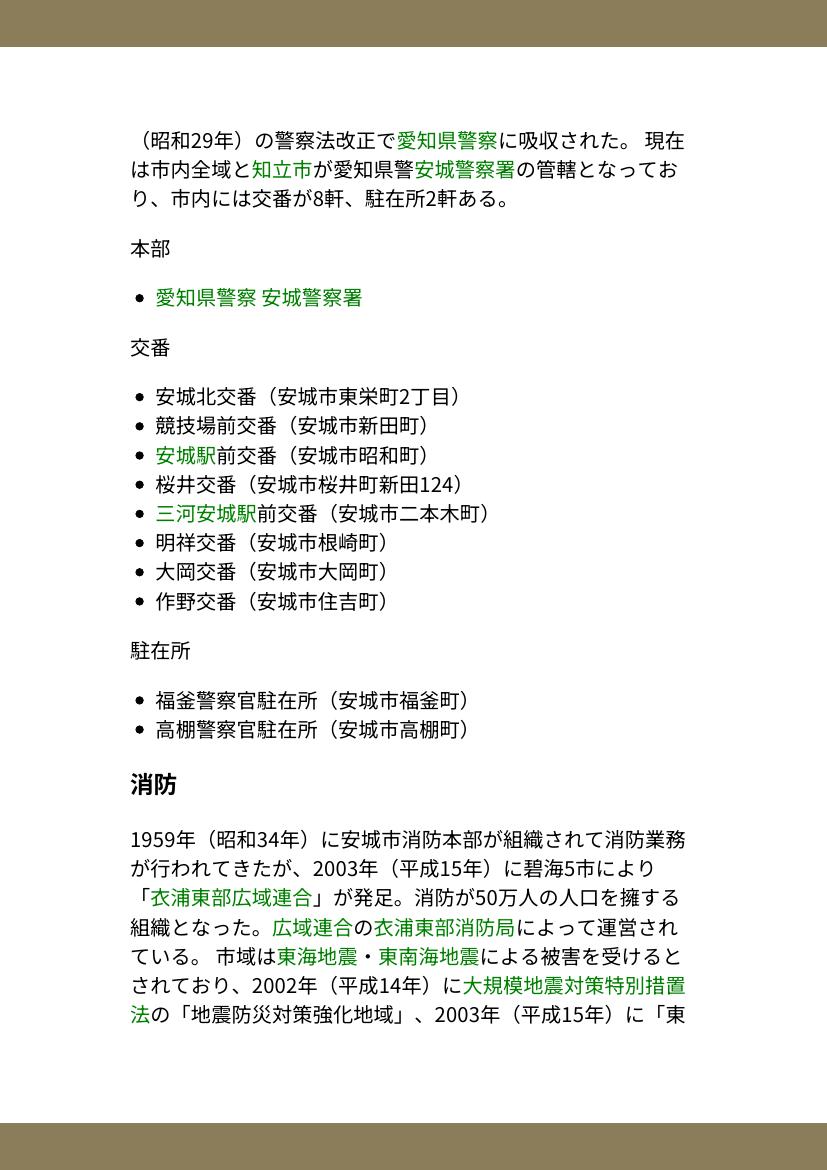 （昭和29年）の警察法改正で愛知県警察に吸収された。 現在
は市内全域と知立市が愛知県警安城警察署の管轄となってお
り、市内には交番が8軒、駐在所2軒ある。
本部
• 愛知県警察 安城警察署
交番
• 安城北交番（安城市東栄町2丁目）
• 競技場前交番（安城市新田町）
• 安城駅前交番（安城市昭和町）
• 桜井交番（安城市桜井町新田124）
• 三河安城駅前交番（安城市二本木町）
• 明祥交番（安城市根崎町）
• 大岡交番（安城市大岡町）
• 作野交番（安城市住吉町）
駐在所
• 福釜警察官駐在所（安城市福釜町）
• 高棚警察官駐在所（安城市高棚町）
消防
1959年（昭和34年）に安城市消防本部が組織されて消防業務
が行われてきたが、2003年（平成15年）に碧海5市により
「衣浦東部広域連合」が発足。消防が50万人の人口を擁する
組織となった。広域連合の衣浦東部消防局によって運営され
ている。 市域は東海地震・東南海地震による被害を受けると
されており、2002年（平成14年）に大規模地震対策特別措置
法の「地震防災対策強化地域」、2003年（平成15年）に「東